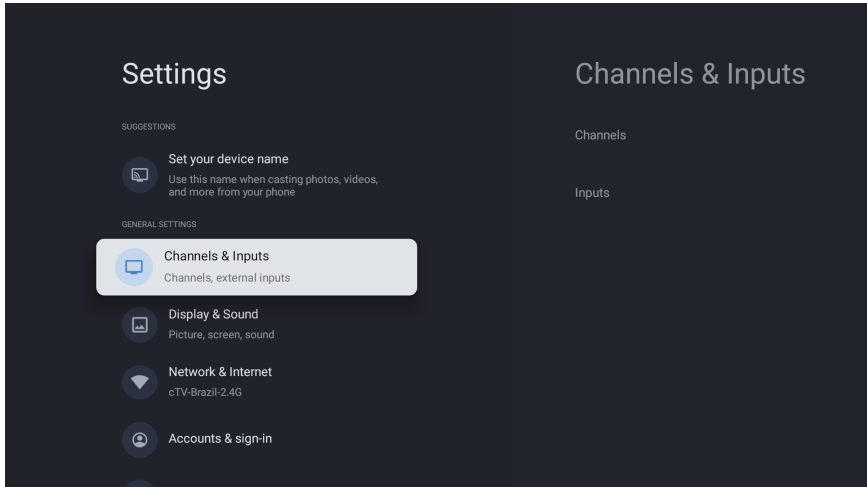 Settings
SUGGESTIONS
Set your device name
Use this name when casting photos, videos,
and more from your phone
GENERAL SETTINGS
Channels & Inputs
Channels, external inputs
Display & Sound
Picture, screen, sound
Network & Internet
cTV-Brazil-2.4G
Accounts & sign-in
Channels & Inputs
Channels
Inputs